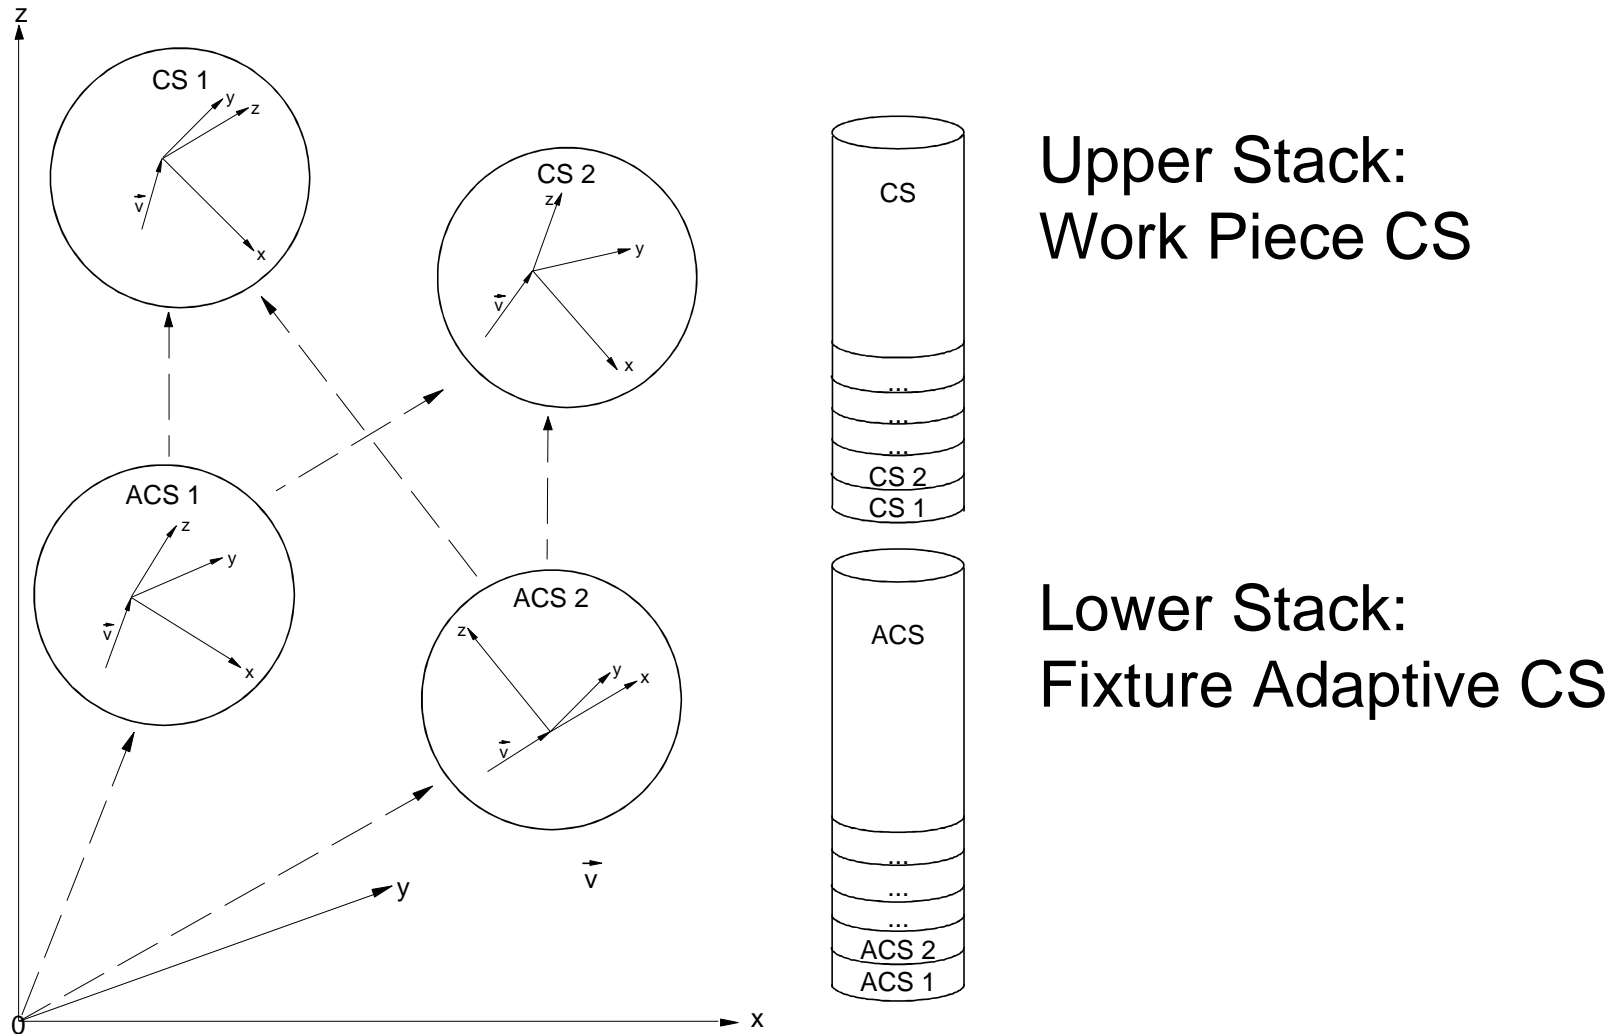 z
CS 1
y
z
v
x
CS 2
z
y
v
x
ACS 1
z
y
v
x
ACS 2
z
y
x
v
v
y
0
x
CS
...
...
...
CS 2
CS 1
ACS
...
...
...
ACS 2
ACS 1
Upper Stack:
Work Piece CS
Lower Stack:
Fixture Adaptive CS